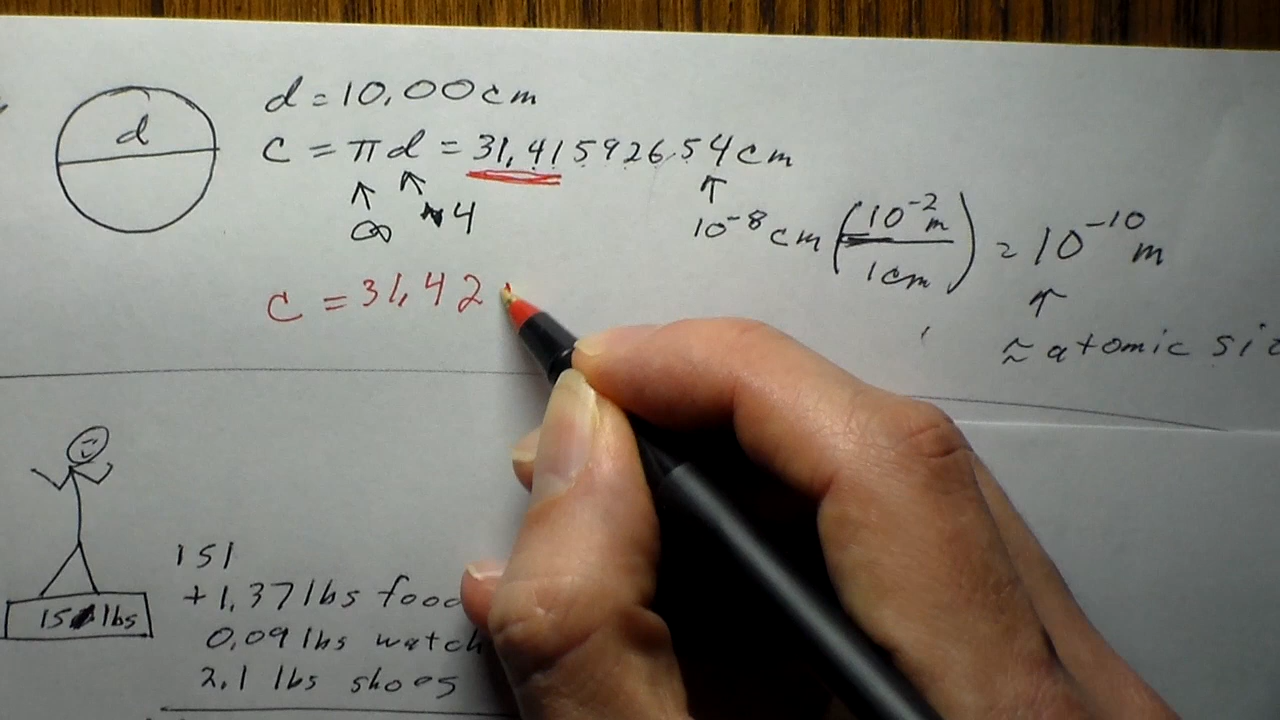 d
d = 10.00 cm
C = πd = 31.41592654 cm
↑ ↑ ↑
∞ 4
10⁻⁸ cm (10⁻² m / 1 cm) = 10⁻¹⁰ m
↑
≈ atomic
C = 31.42
151
+ 1.37 lbs food
0.09 lbs watch
2.1 lbs shoes
lbs